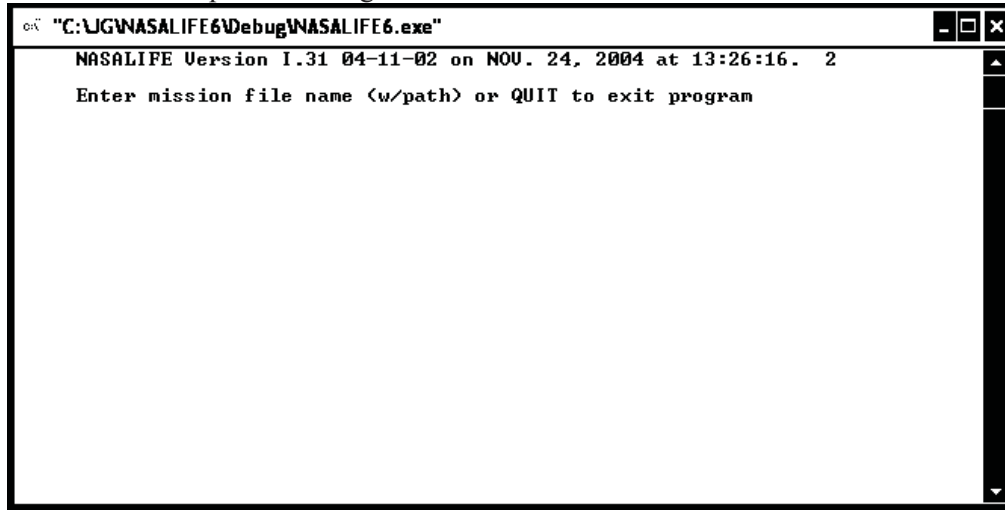 "C:\JG\NASALIFE6\Debug\NASALIFE6.exe"
NASALIFE Version I.31 04-11-02 on NOV. 24, 2004 at 13:26:16. 2
Enter mission file name (w/path) or QUIT to exit program